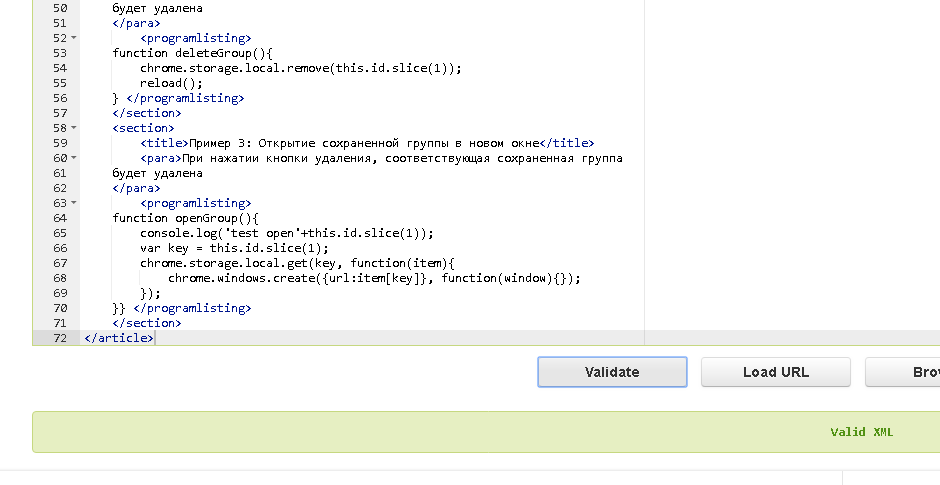 50 будет удалена
51 </para>
52 <programlisting>
53 function deleteGroup(){
54 chrome.storage.local.remove(this.id.slice(1));
55 reload();
56 } </programlisting>
57 </section>
58 <section>
59 <title>Пример 3: Открытие сохраненной группы в новом окне</title>
60 <para>При нажатии кнопки удаления, соответствующая сохраненная группа
61 будет удалена
62 </para>
63 <programlisting>
64 function openGroup(){
65 console.log('test open'+this.id.slice(1));
66 var key = this.id.slice(1);
67 chrome.storage.local.get(key, function(item){
68 chrome.windows.create({url:item[key]}, function(window){});
69 });
70 }} </programlisting>
71 </section>
72 </article>
Validate Load URL Bro
Valid XML